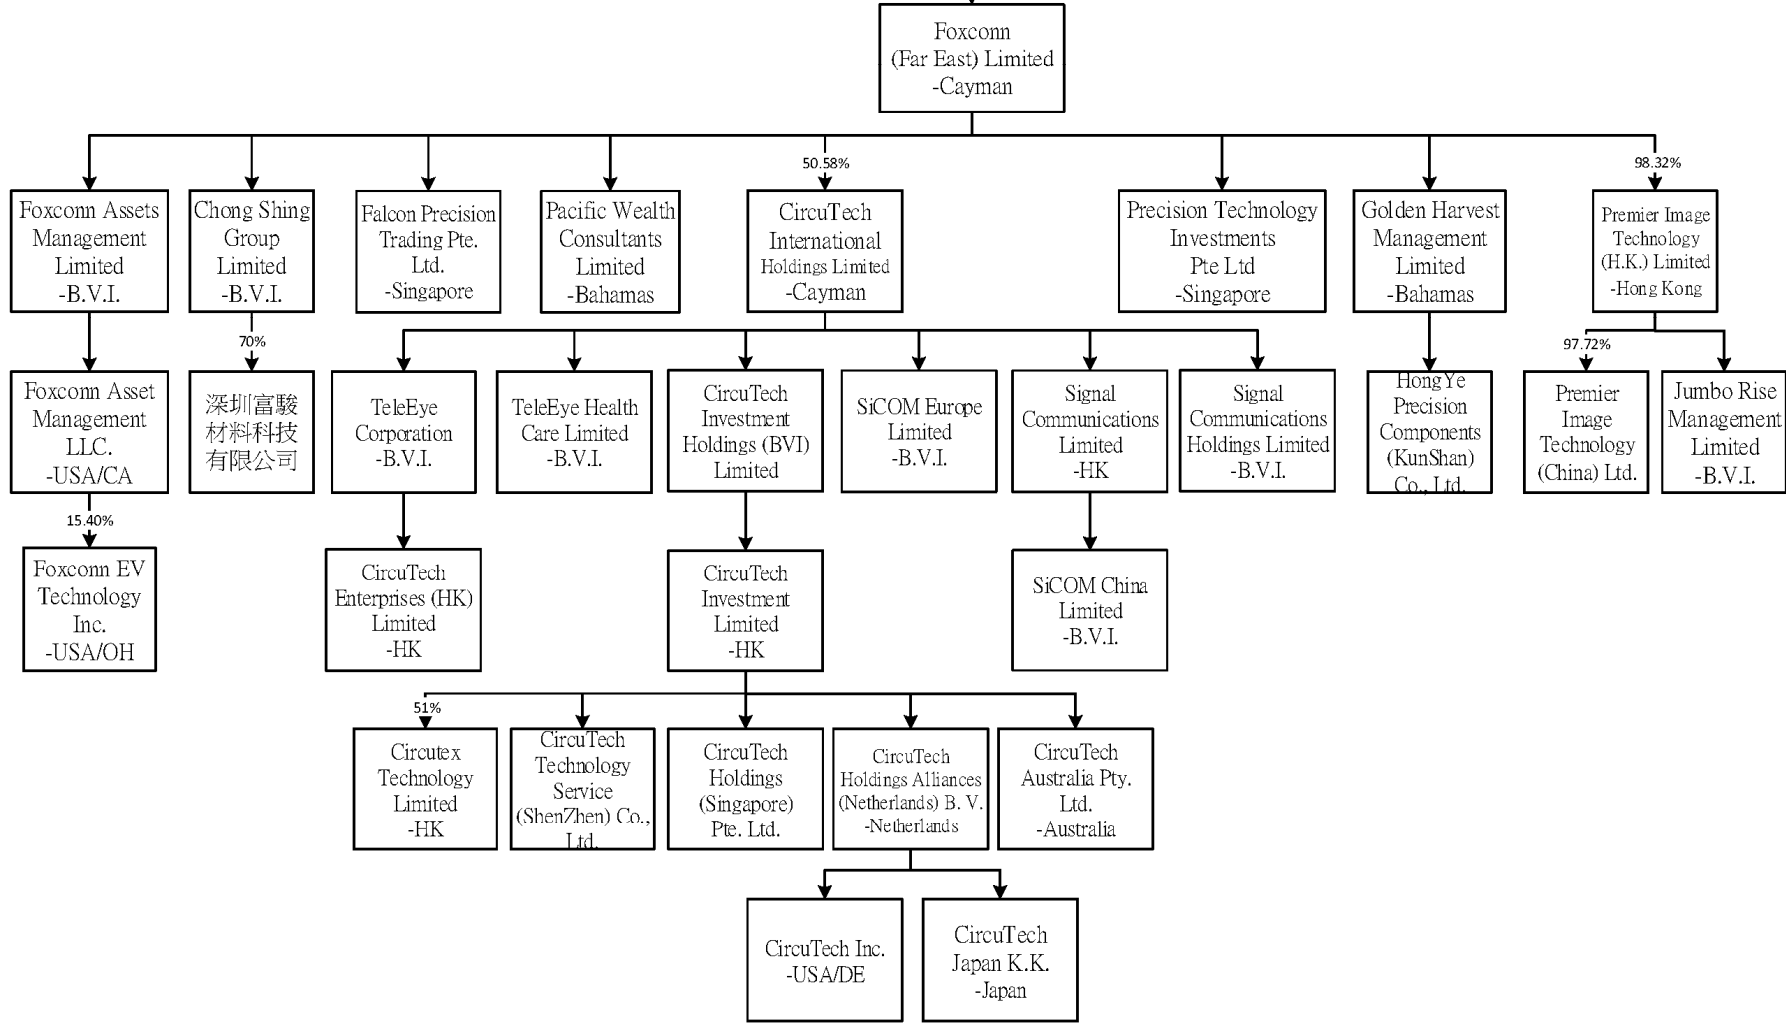 Foxconn
(Far East) Limited
-Cayman
50.58%
98.32%
Foxconn Assets
Management
Limited
-B.V.I.
Chong Shing
Group
Limited
-B.V.I.
Falcon Precision
Trading Pte.
Ltd.
-Singapore
Pacific Wealth
Consultants
Limited
-Bahamas
CircuTech
International
Holdings Limited
-Cayman
Precision Technology
Investments
Pte Ltd
-Singapore
Golden Harvest
Management
Limited
-Bahamas
Premier Image
Technology
(H.K.) Limited
-Hong Kong
70%
97.72%
Foxconn Asset
Management
LLC.
-USA/CA
深圳富駿
材料科技
有限公司
TeleEye
Corporation
-B.V.I.
TeleEye Health
Care Limited
-B.V.I.
CircuTech
Investment
Holdings (BVI)
Limited
SiCOM Europe
Limited
-B.V.I.
Signal
Communications
Limited
-HK
Signal
Communications
Holdings Limited
-B.V.I.
HongYe
Precision
Components
(KunShan)
Co., Ltd.
Premier
Image
Technology
(China) Ltd.
Jumbo Rise
Management
Limited
-B.V.I.
15.40%
Foxconn EV
Technology
Inc.
-USA/OH
CircuTech
Enterprises (HK)
Limited
-HK
CircuTech
Investment
Limited
-HK
SiCOM China
Limited
-B.V.I.
51%
Circutex
Technology
Limited
-HK
CircuTech
Technology
Service
(ShenZhen) Co.,
Ltd.
CircuTech
Holdings
(Singapore)
Pte. Ltd.
CircuTech
Holdings Alliances
(Netherlands) B. V.
-Netherlands
CircuTech
Australia Pty.
Ltd.
-Australia
CircuTech Inc.
-USA/DE
CircuTech
Japan K.K.
-Japan